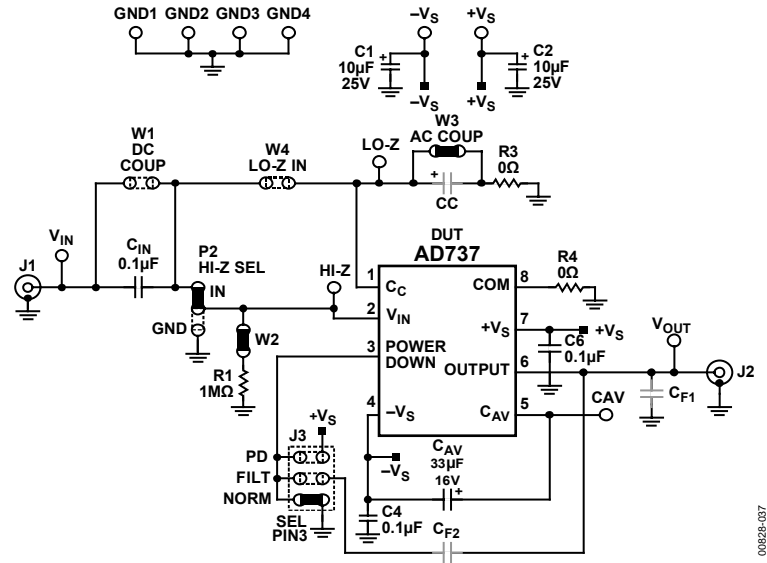 GND1 GND2 GND3 GND4
–VS +VS
C1
10µF
25V
C2
10µF
25V
–VS +VS
W1
DC
COUP
W4
LO-Z IN
LO-Z
W3
AC COUP
R3
0Ω
+
CC
VIN
J1
CIN
0.1µF
P2
HI-Z SEL
IN
GND
HI-Z
W2
R1
1MΩ
DUT
AD737
1 CC
2 VIN
3 POWER
DOWN
4 –VS
COM 8
+VS 7
OUTPUT 6
CAV 5
R4
0Ω
+VS
C6
0.1µF
VOUT
J2
CF1
CAV
–VS
CAV
33µF
16V
+
C4
0.1µF
CF2
+VS
J3
PD
FILT
NORM
SEL
PIN3
00828-037